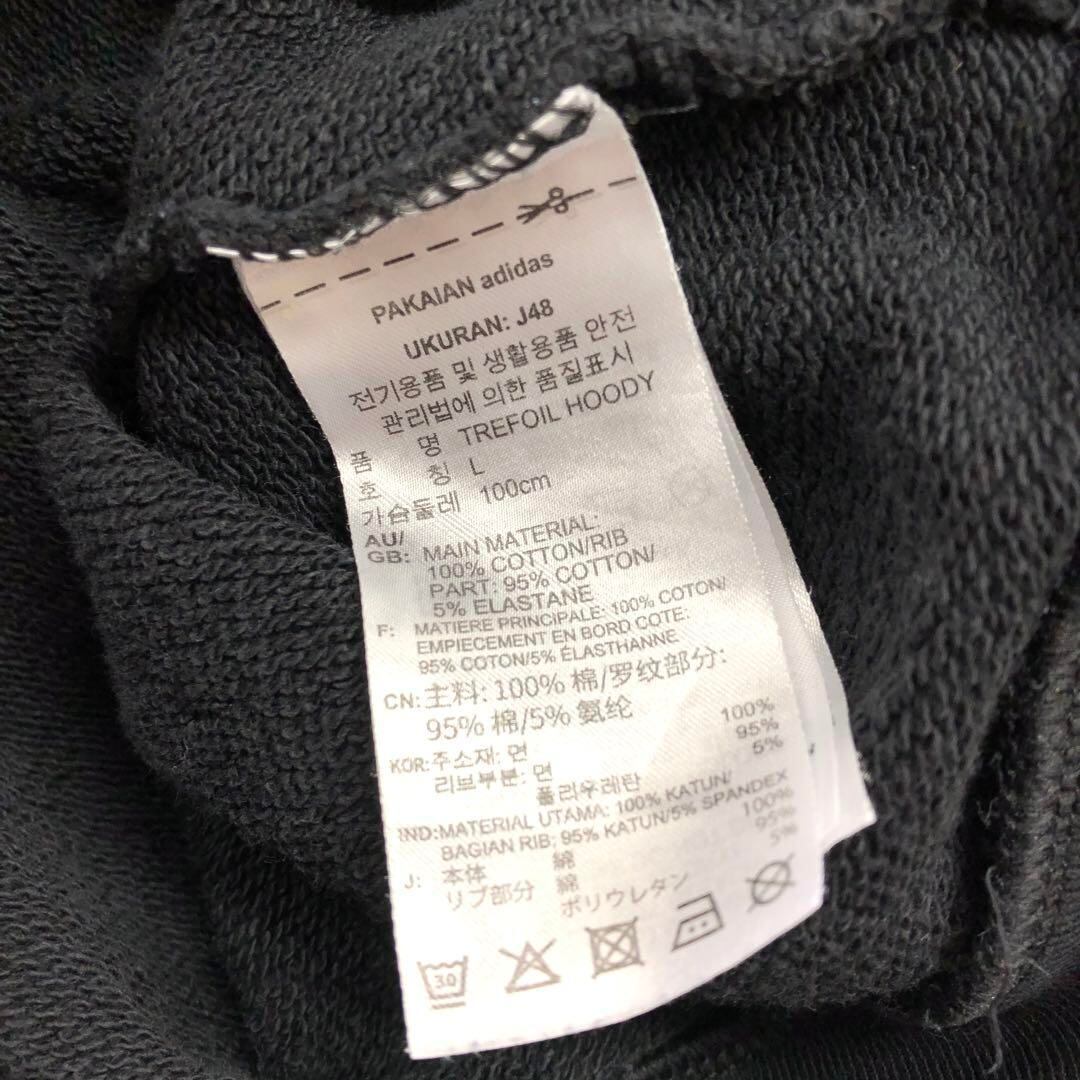 PAKAIAN adidas
UKURAN: J48
전기용품 및 생활용품 안전
관리법에 의한 품질표시
품 명 TREFOIL HOODY
호 칭 L
가슴둘레 100cm
AU/
GB: MAIN MATERIAL:
100% COTTON/RIB
PART: 95% COTTON/
5% ELASTANE
F: MATIERE PRINCIPALE: 100% COTON/
EMPIECEMENT EN BORD COTE:
95% COTON/5% ÉLASTHANNE
CN: 主料: 100% 棉/罗纹部分:
95% 棉/5% 氨纶
KOR: 주소재: 면 100%
리브부분: 면 95%
폴리우레탄 5%
IND: MATERIAL UTAMA: 100% KATUN/
BAGIAN RIB: 95% KATUN/5% SPANDEX
J: 本体 綿 100%
リブ部分 綿 95%
ポリウレタン 5%
30